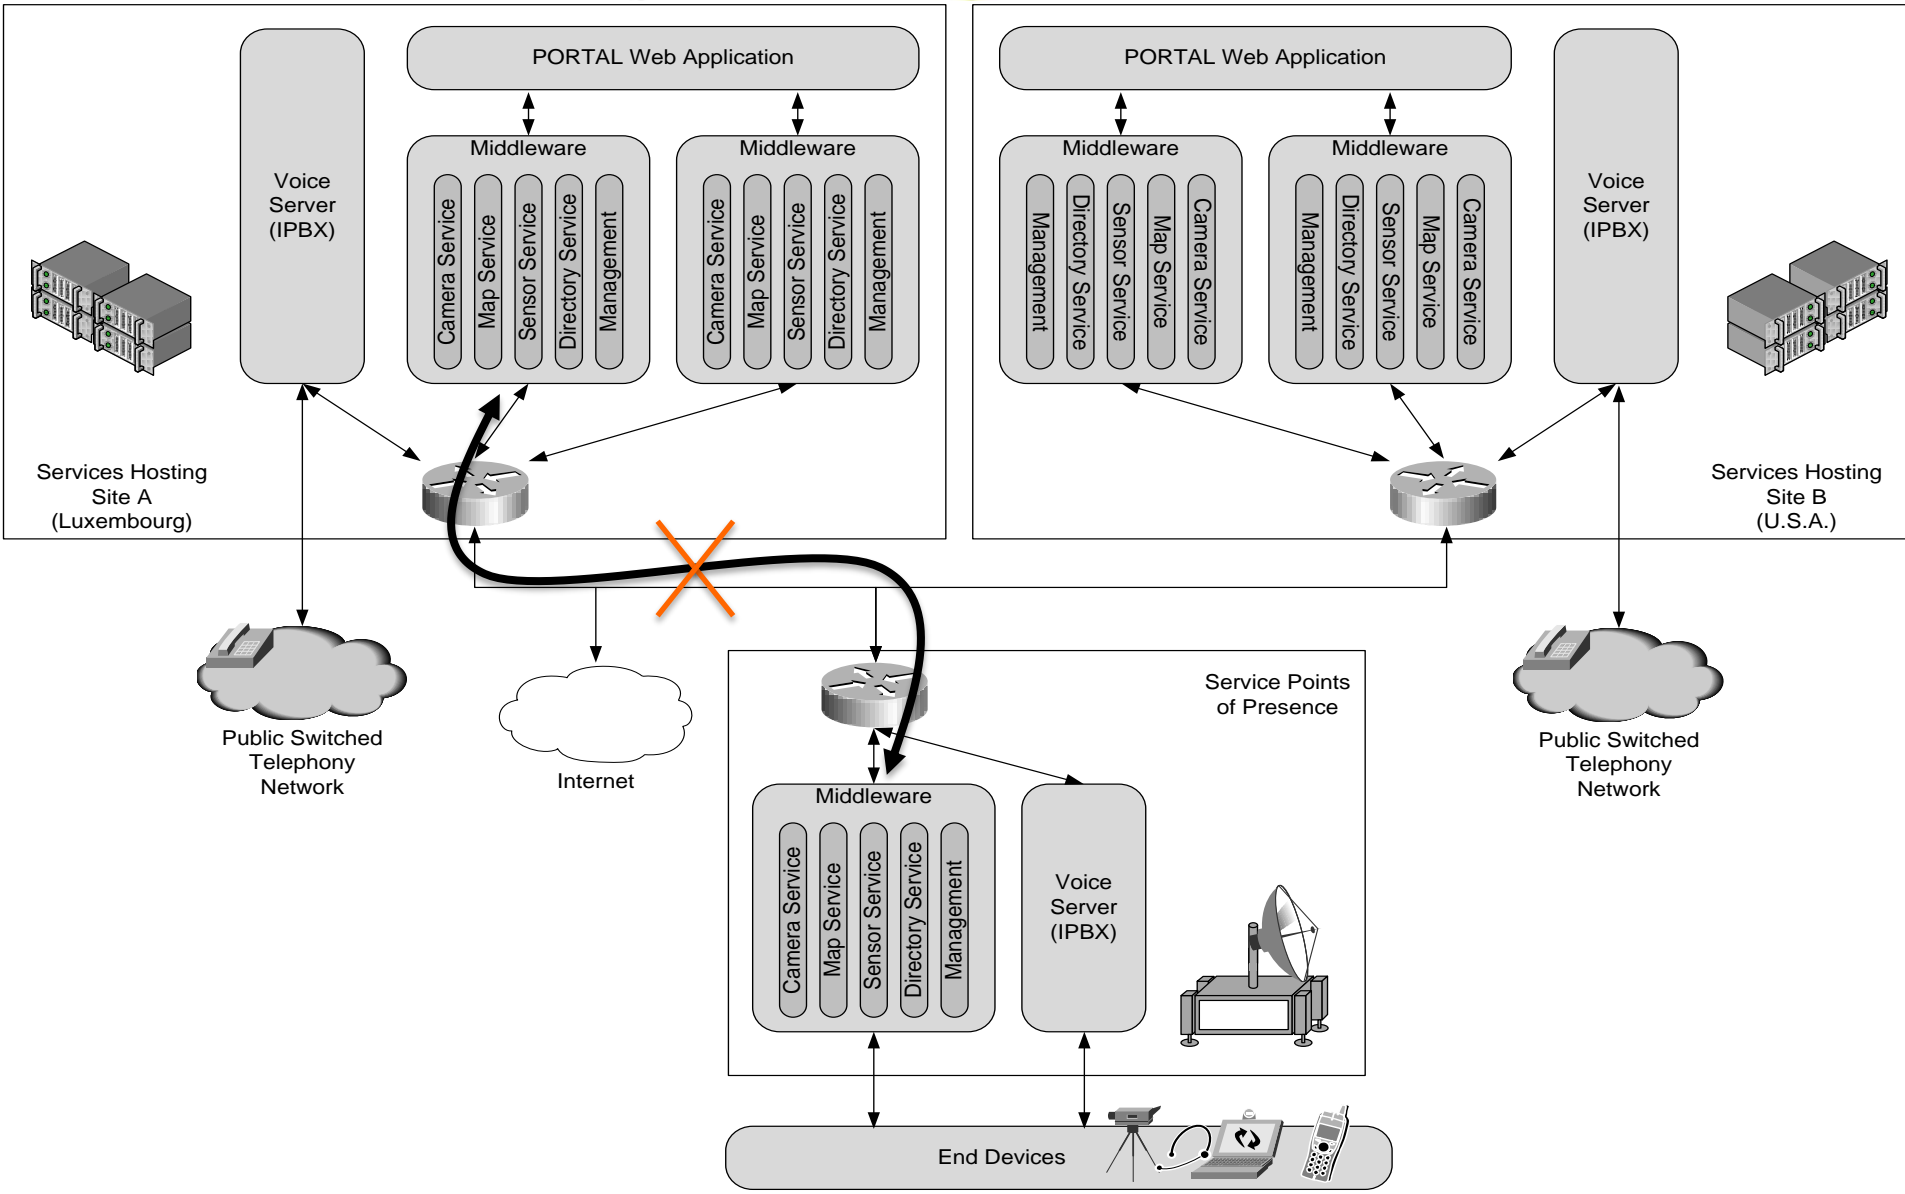 PORTAL Web Application
Voice
Server
(IPBX)
Middleware
Camera Service
Map Service
Sensor Service
Directory Service
Management
Middleware
Camera Service
Map Service
Sensor Service
Directory Service
Management
Services Hosting
Site A
(Luxembourg)
PORTAL Web Application
Middleware
Management
Directory Service
Sensor Service
Map Service
Camera Service
Middleware
Management
Directory Service
Sensor Service
Map Service
Camera Service
Voice
Server
(IPBX)
Services Hosting
Site B
(U.S.A.)
Public Switched
Telephony
Network
Internet
Service Points
of Presence
Public Switched
Telephony
Network
Middleware
Camera Service
Map Service
Sensor Service
Directory Service
Management
Voice
Server
(IPBX)
End Devices